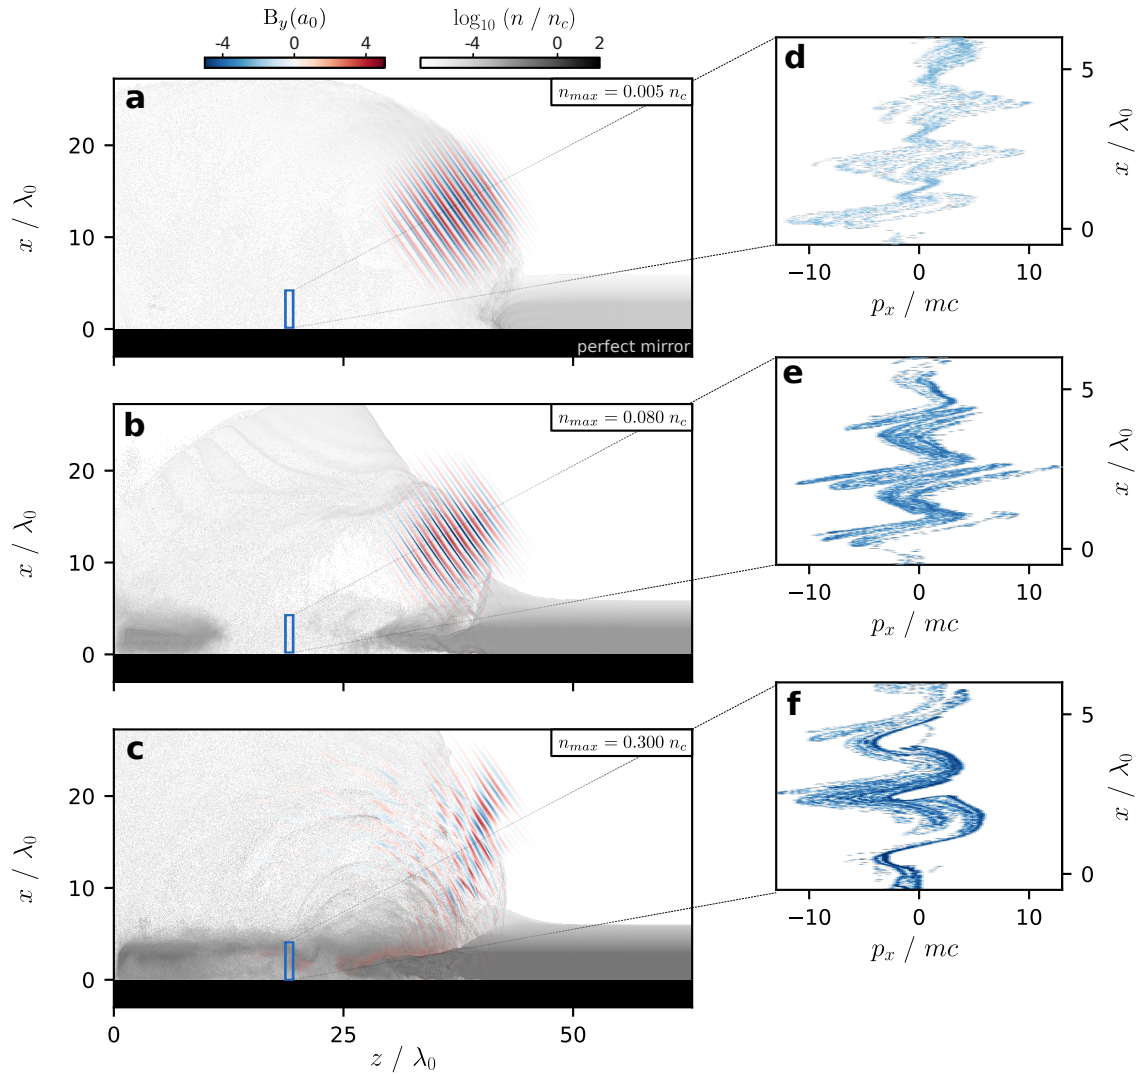 B_y(a_0)
log_10 (n / n_c)
-4 0 4
-4 0 2
a
n_max = 0.005 n_c
20
10
0
x / λ_0
perfect mirror
d
5
0
x / λ_0
−10 0 10
p_x / mc
b
n_max = 0.080 n_c
20
10
0
x / λ_0
0 25 50
e
5
0
x / λ_0
−10 0 10
p_x / mc
c
n_max = 0.300 n_c
20
10
0
x / λ_0
0 25 50
z / λ_0
f
5
0
x / λ_0
−10 0 10
p_x / mc